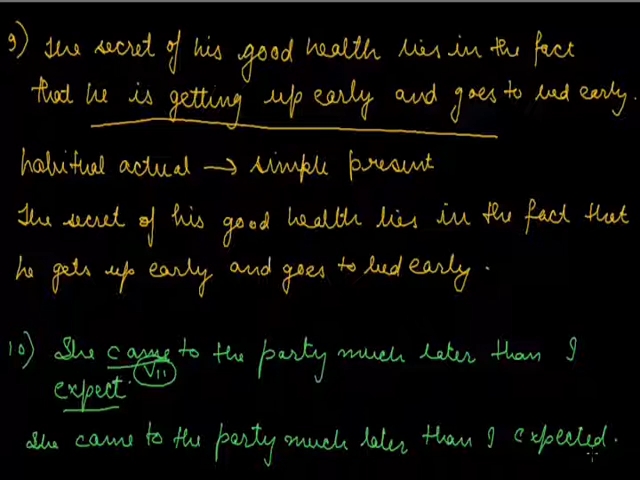 9) The secret of his good health lies in the fact
that he is getting up early and goes to bed early.
habitual actual → simple present
The secret of his good health lies in the fact that
he gets up early and goes to bed early.
10) She came to the party much later than I
VII
expect.
She came to the party much later than I expected.